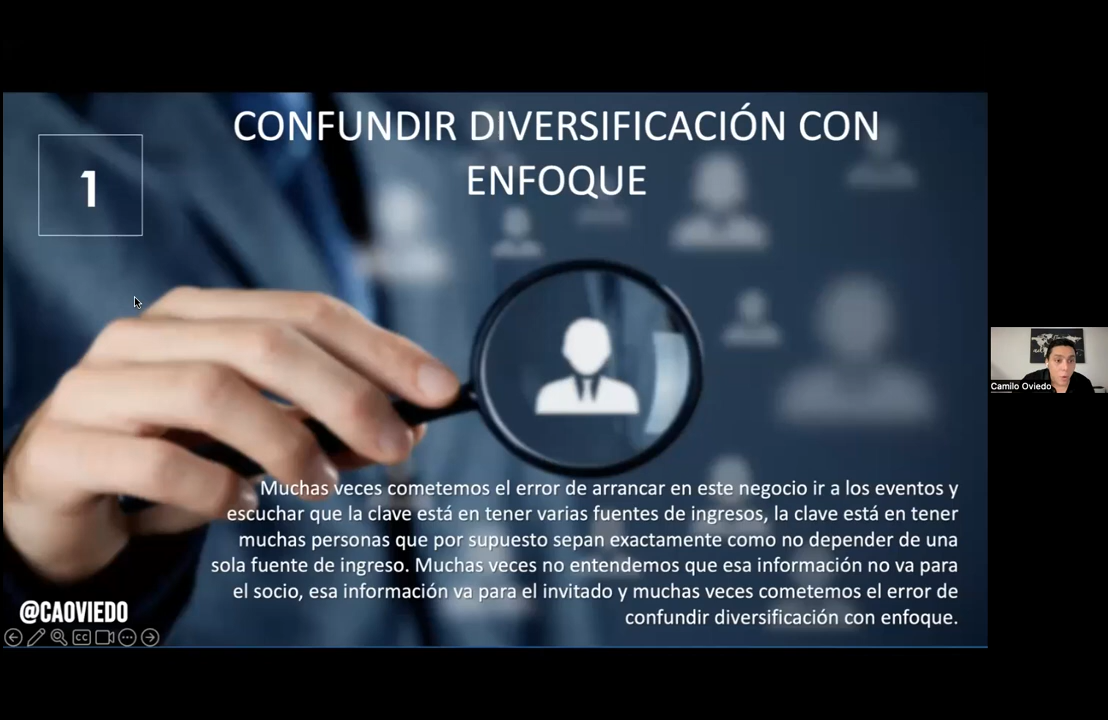 CONFUNDIR DIVERSIFICACIÓN CON
ENFOQUE
1
Muchas veces cometemos el error de arrancar en este negocio ir a los eventos y
escuchar que la clave está en tener varias fuentes de ingresos, la clave está en tener
muchas personas que por supuesto sepan exactamente como no depender de una
sola fuente de ingreso. Muchas veces no entendemos que esa información no va para
el socio, esa información va para el invitado y muchas veces cometemos el error de
confundir diversificación con enfoque.
@CAOVIEDO
CC
Camilo Oviedo